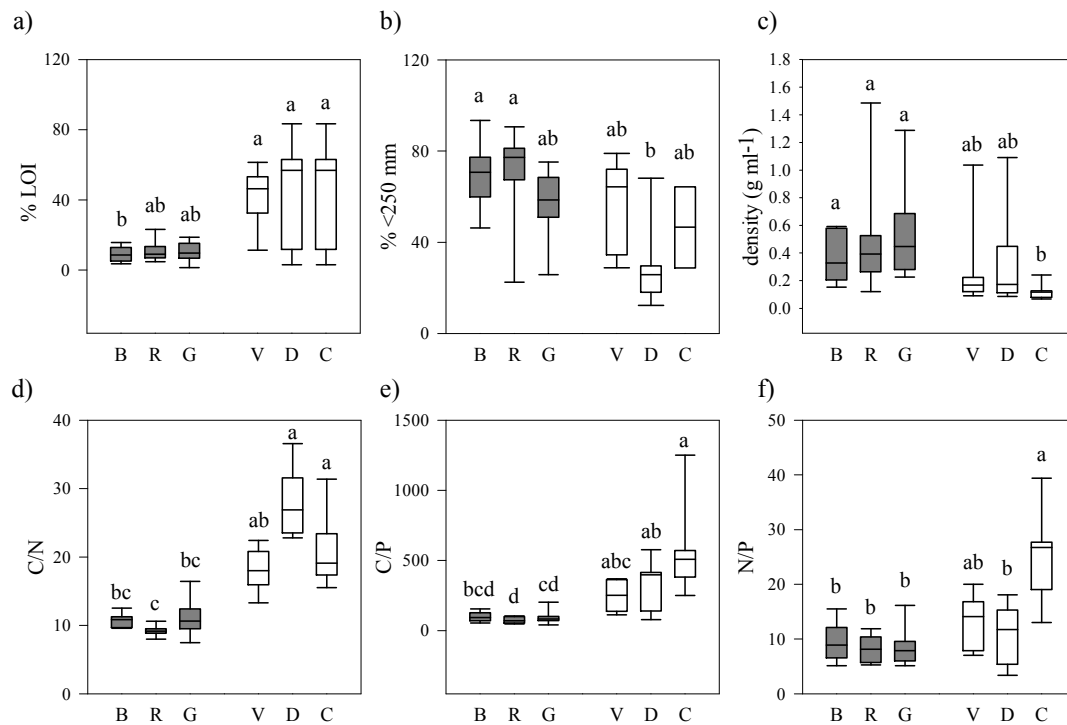 a)
% LOI
120
80
40
0
b ab ab a a a
B R G V D C
b)
% <250 mm
120
80
40
0
a a ab ab b ab
B R G V D C
c)
density (g ml-1)
1.8
1.6
1.4
1.2
1.0
0.8
0.6
0.4
0.2
0.0
a a a ab ab b
B R G V D C
d)
C/N
40
30
20
10
0
bc c bc ab a a
B R G V D C
e)
C/P
1500
1000
500
0
bcd d cd abc ab a
B R G V D C
f)
N/P
50
40
30
20
10
0
b b b ab b a
B R G V D C